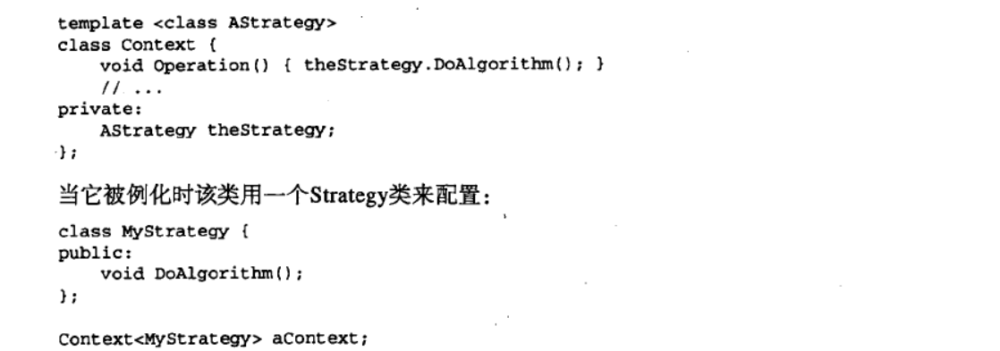 template <class AStrategy>
class Context {
    void Operation() { theStrategy.DoAlgorithm(); }
    // ...
private:
    AStrategy theStrategy;
};
当它被例化时该类用一个Strategy类来配置：
class MyStrategy {
public:
    void DoAlgorithm();
};
Context<MyStrategy> aContext;